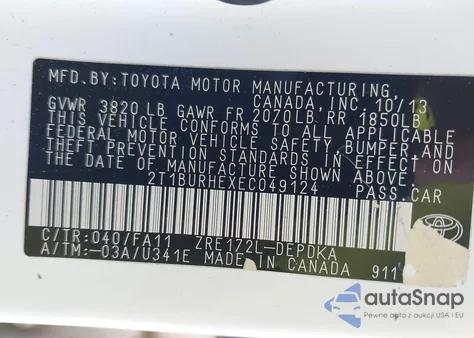 MFD. BY: TOYOTA MOTOR MANUFACTURING,
CANADA, INC. 10/13
GVWR 3820 LB GAWR FR 2070LB RR 1850LB
THIS VEHICLE CONFORMS TO ALL APPLICABLE
FEDERAL MOTOR VEHICLE SAFETY, BUMPER AND
THEFT PREVENTION STANDARDS IN EFFECT ON
THE DATE OF MANUFACTURE SHOWN ABOVE.
2T1BURHEXEC049124 PASS. CAR
C/TR: 040/FA11 ZRE172L-DEPDKA
A/TM: -03A/U341E MADE IN CANADA 911
TOYOTA
autoSnap
Pewne auta z USA i EU